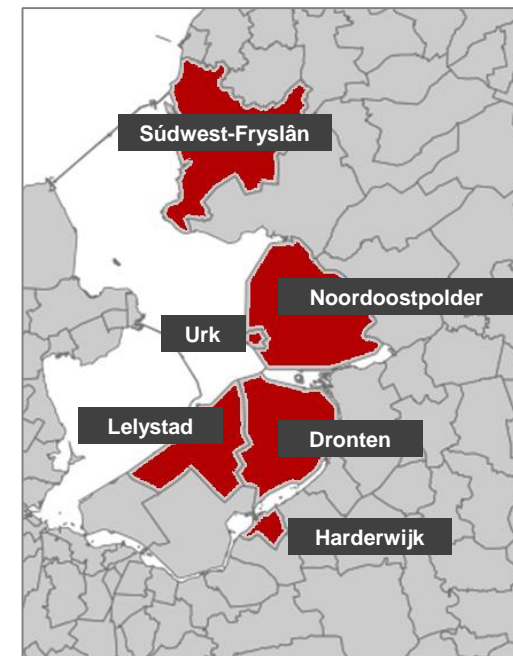 Súdwest-Fryslân
Noordoostpolder
Urk
Lelystad
Dronten
Harderwijk